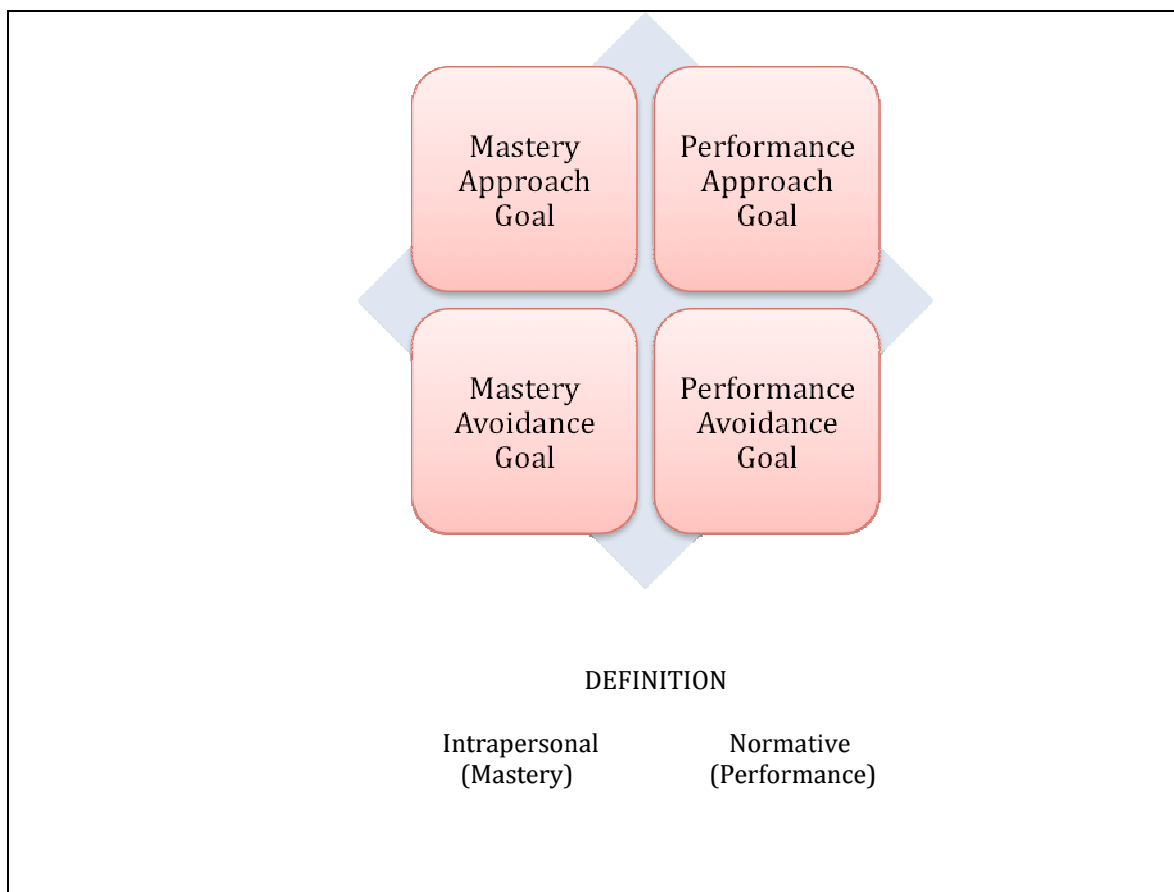 Mastery
Approach
Goal
Performance
Approach
Goal
Mastery
Avoidance
Goal
Performance
Avoidance
Goal
DEFINITION
Intrapersonal
(Mastery)
Normative
(Performance)